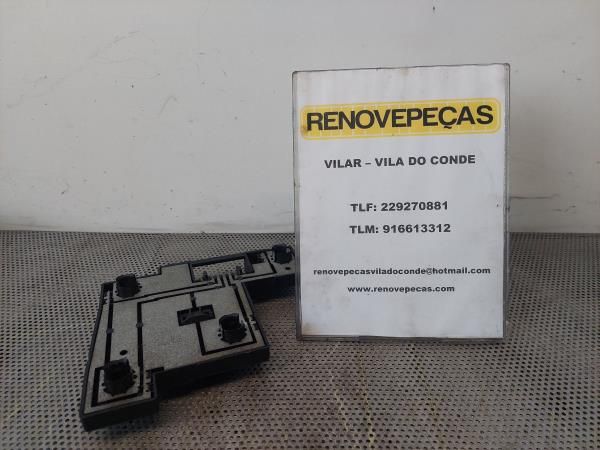 RENOVEPEÇAS
VILAR – VILA DO CONDE
TLF: 229270881
TLM: 916613312
renovepecasviladoconde@hotmail.com
www.renovepecas.com